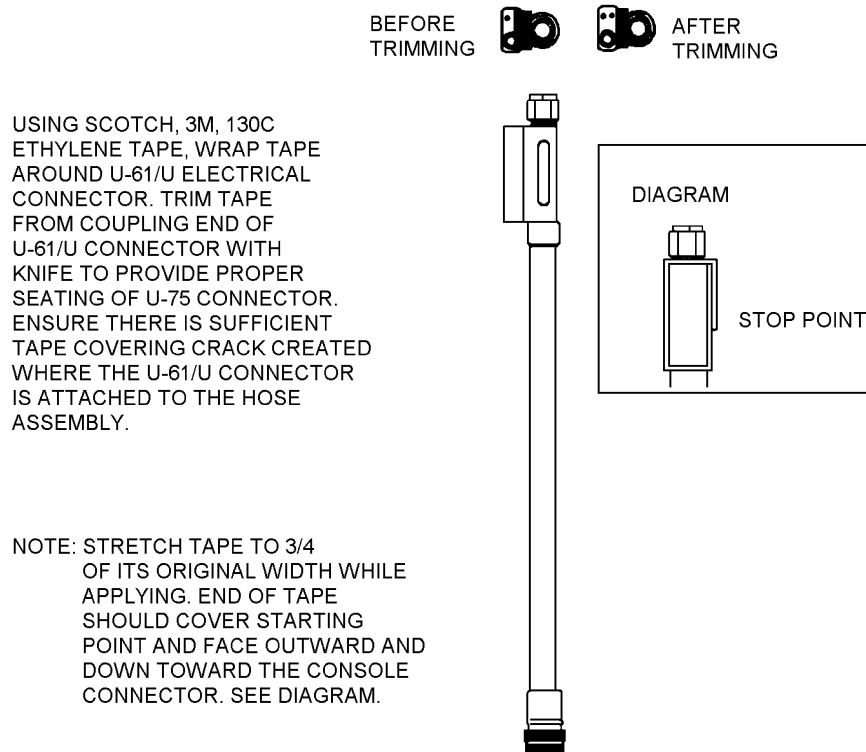 BEFORE
TRIMMING
AFTER
TRIMMING
USING SCOTCH, 3M, 130C
ETHYLENE TAPE, WRAP TAPE
AROUND U-61/U ELECTRICAL
CONNECTOR. TRIM TAPE
FROM COUPLING END OF
U-61/U CONNECTOR WITH
KNIFE TO PROVIDE PROPER
SEATING OF U-75 CONNECTOR.
ENSURE THERE IS SUFFICIENT
TAPE COVERING CRACK CREATED
WHERE THE U-61/U CONNECTOR
IS ATTACHED TO THE HOSE
ASSEMBLY.
DIAGRAM
STOP POINT
NOTE: STRETCH TAPE TO 3/4
OF ITS ORIGINAL WIDTH WHILE
APPLYING. END OF TAPE
SHOULD COVER STARTING
POINT AND FACE OUTWARD AND
DOWN TOWARD THE CONSOLE
CONNECTOR. SEE DIAGRAM.